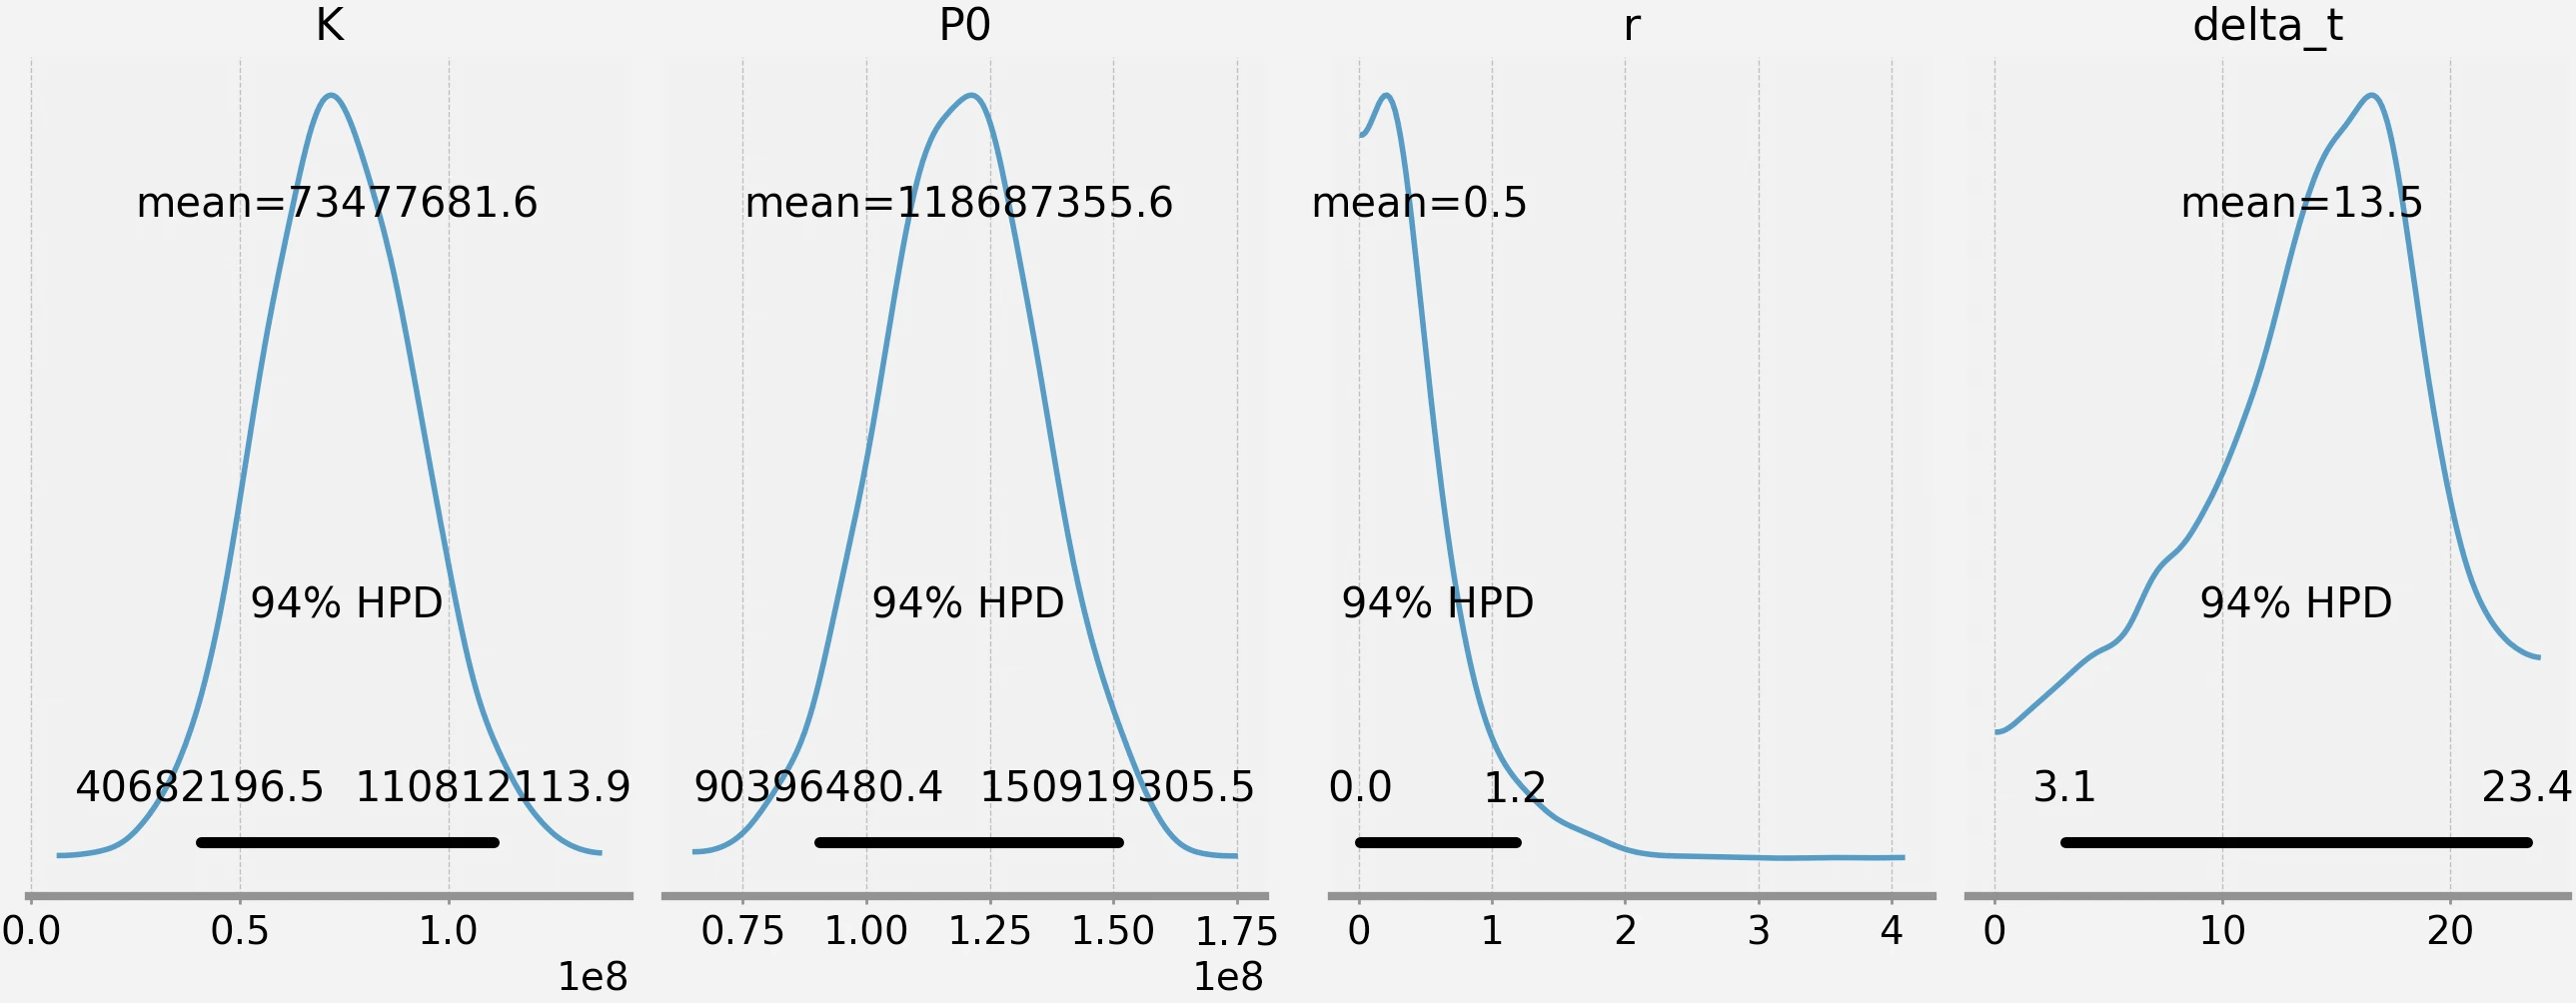 K
mean=73477681.6
94% HPD
40682196.5 110812113.9
0.0 0.5 1.0
1e8
P0
mean=118687355.6
94% HPD
90396480.4 150919305.5
0.75 1.00 1.25 1.50 1.75
1e8
r
mean=0.5
94% HPD
0.0 1.2
0 1 2 3 4
delta_t
mean=13.5
94% HPD
3.1 23.4
0 10 20